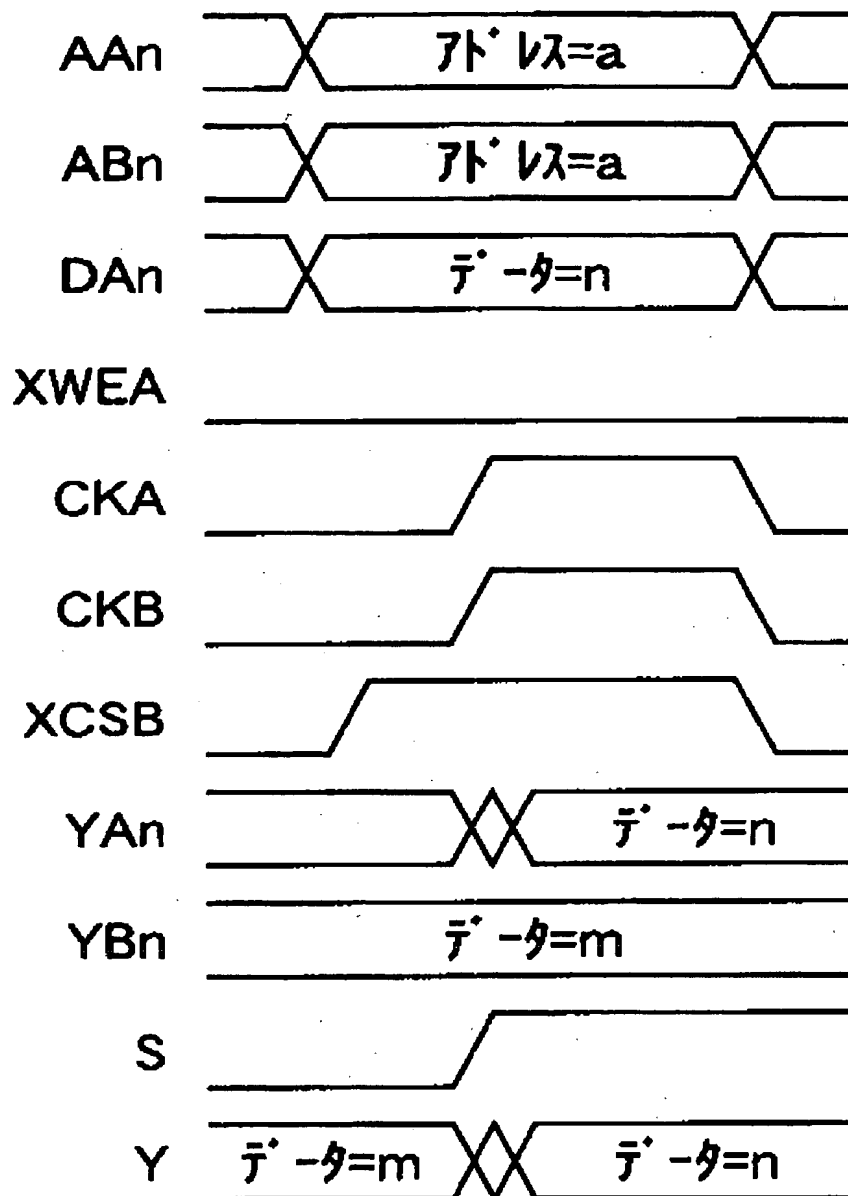 AAn アドレス=a
ABn アドレス=a
DAn データ=n
XWEA
CKA
CKB
XCSB
YAn データ=n
YBn データ=m
S
Y データ=m データ=n